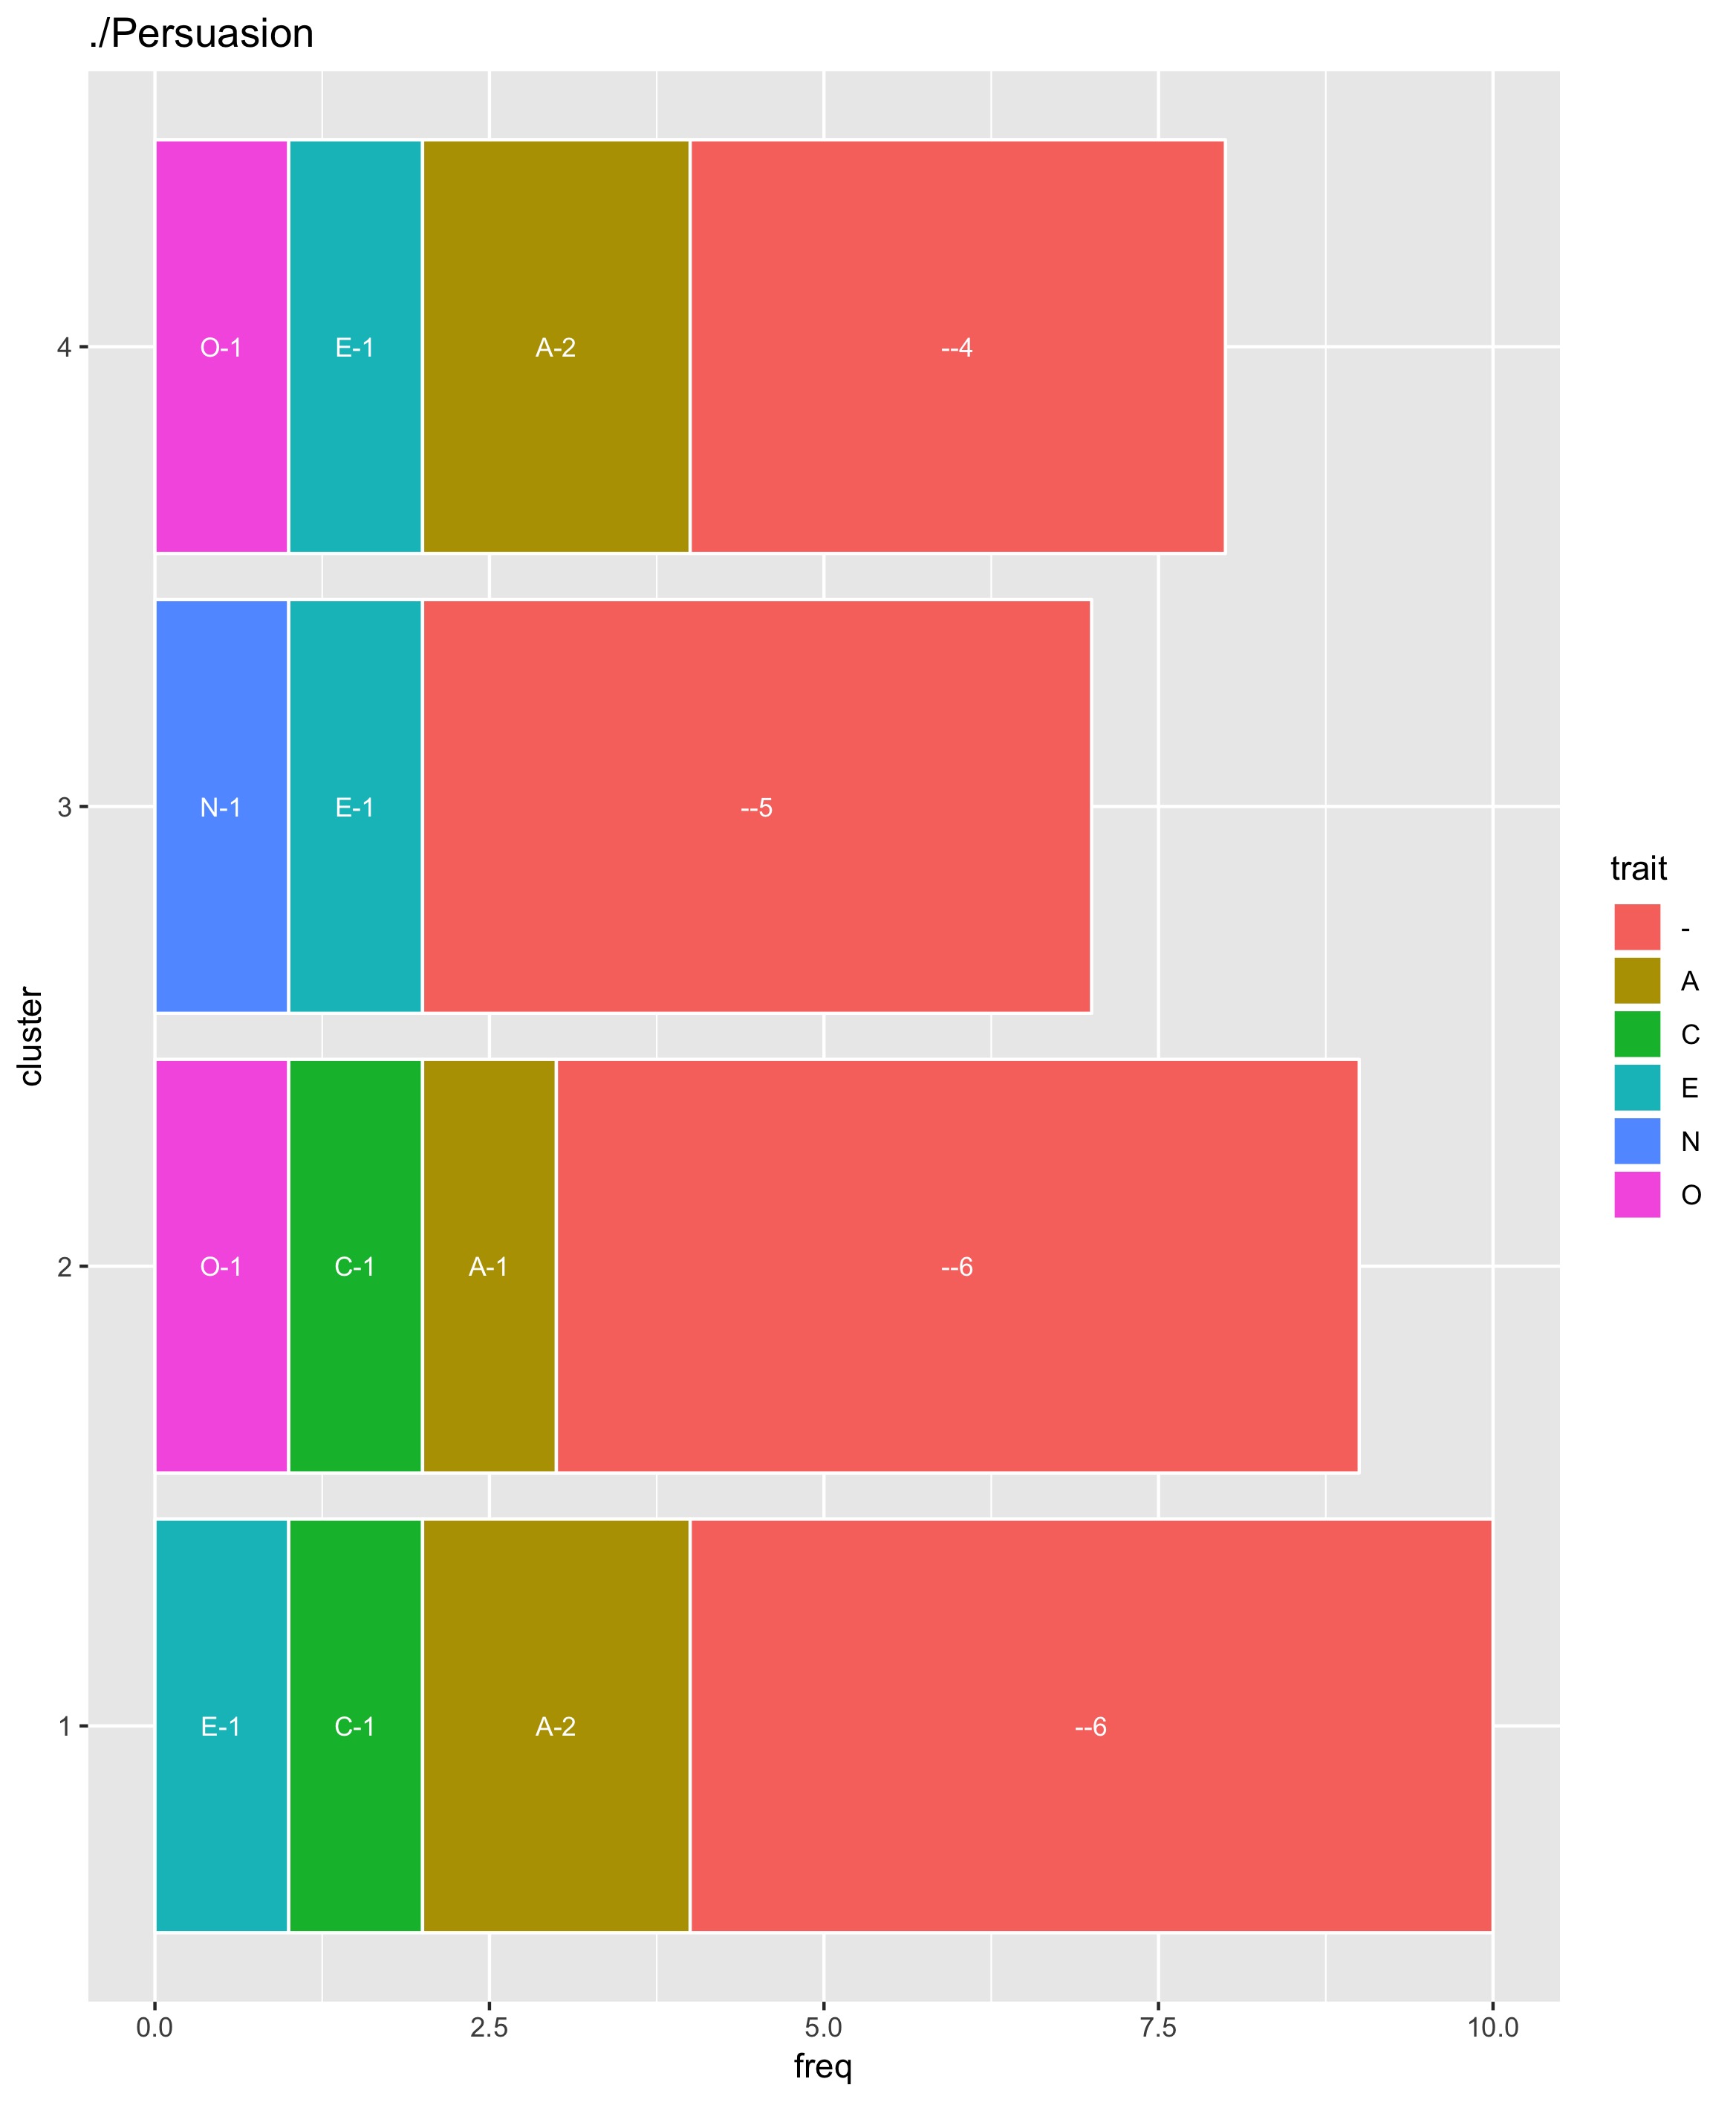 ./Persuasion
4
O-1 E-1 A-2 --4
3
N-1 E-1 --5
2
O-1 C-1 A-1 --6
1
E-1 C-1 A-2 --6
0.0 2.5 5.0 7.5 10.0
freq
cluster
trait
-
A
C
E
N
O